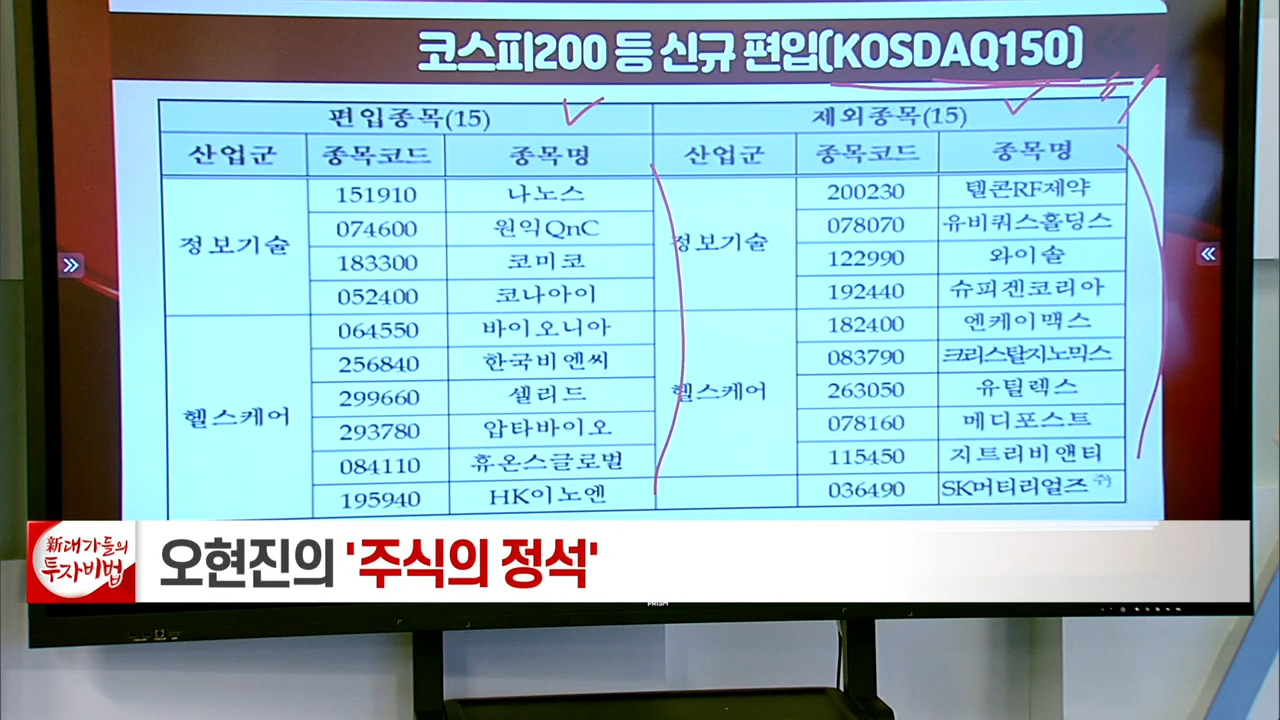 코스피200 등 신규 편입(KOSDAQ150)
편입종목(15) 제외종목(15)
산업군 종목코드 종목명 산업군 종목코드 종목명
정보기술 151910 나노스 정보기술 200230 텔콘RF제약
074600 원익QnC 078070 유비쿼스홀딩스
183300 코미코 122990 와이솔
052400 코나아이 192440 슈피겐코리아
헬스케어 064550 바이오니아 헬스케어 182400 엔케이맥스
256840 한국비엔씨 083790 크리스탈지노믹스
299660 셀리드 263050 유틸렉스
293780 압타바이오 078160 메디포스트
084110 휴온스글로벌 115450 지트리비앤티
195940 HK이노엔 036490 SK머티리얼즈 주)
新대가들의
투자비법
오현진의 '주식의 정석'
PRISM